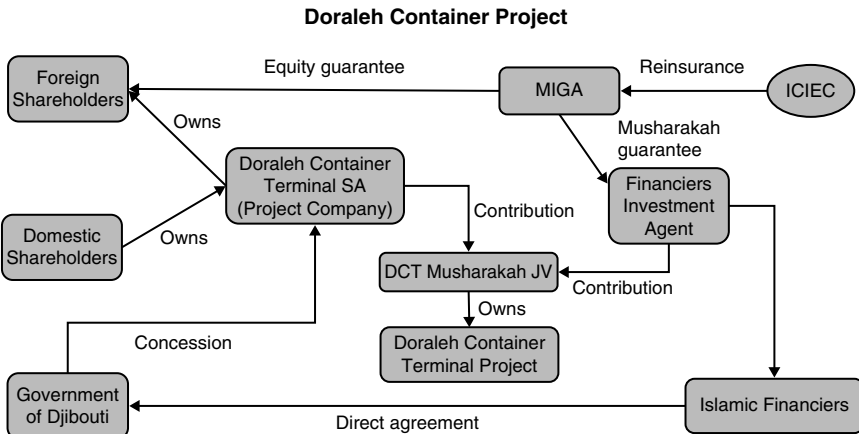 Doraleh Container Project
Foreign
Shareholders
Equity guarantee
MIGA
Reinsurance
ICIEC
Owns
Musharakah
guarantee
Doraleh Container
Terminal SA
(Project Company)
Financiers
Investment
Agent
Domestic
Shareholders
Owns
Contribution
DCT Musharakah JV
Contribution
Owns
Concession
Doraleh Container
Terminal Project
Government
of Djibouti
Direct agreement
Islamic Financiers